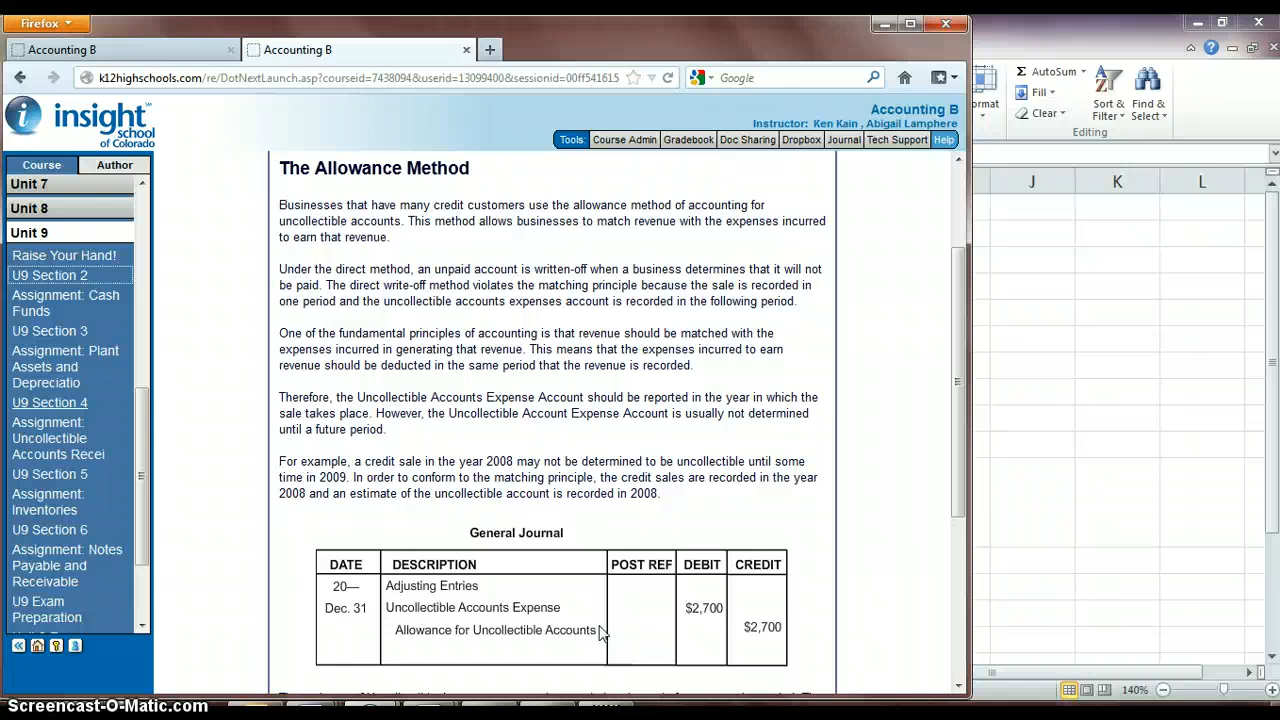 Firefox
Accounting B
Accounting B
k12highschools.com/re/DotNextLaunch.asp?courseid=7438094&userid=13099400&sessionid=00ff541615
Google
insight
school
of Colorado
Accounting B
Instructor: Ken Kain , Abigail Lamphere
Tools: Course Admin Gradebook Doc Sharing Dropbox Journal Tech Support Help
Course Author
Unit 7
Unit 8
Unit 9
Raise Your Hand!
U9 Section 2
Assignment: Cash
Funds
U9 Section 3
Assignment: Plant
Assets and
Depreciatio
U9 Section 4
Assignment:
Uncollectible
Accounts Recei
U9 Section 5
Assignment:
Inventories
U9 Section 6
Assignment: Notes
Payable and
Receivable
U9 Exam
Preparation
The Allowance Method
Businesses that have many credit customers use the allowance method of accounting for
uncollectible accounts. This method allows businesses to match revenue with the expenses incurred
to earn that revenue.
Under the direct method, an unpaid account is written-off when a business determines that it will not
be paid. The direct write-off method violates the matching principle because the sale is recorded in
one period and the uncollectible accounts expenses account is recorded in the following period.
One of the fundamental principles of accounting is that revenue should be matched with the
expenses incurred in generating that revenue. This means that the expenses incurred to earn
revenue should be deducted in the same period that the revenue is recorded.
Therefore, the Uncollectible Accounts Expense Account should be reported in the year in which the
sale takes place. However, the Uncollectible Account Expense Account is usually not determined
until a future period.
For example, a credit sale in the year 2008 may not be determined to be uncollectible until some
time in 2009. In order to conform to the matching principle, the credit sales are recorded in the year
2008 and an estimate of the uncollectible account is recorded in 2008.
General Journal
DATE DESCRIPTION POST REF DEBIT CREDIT
20— Adjusting Entries
Dec. 31 Uncollectible Accounts Expense $2,700
Allowance for Uncollectible Accounts $2,700
Σ AutoSum
Fill
Clear
Sort &
Filter
Find &
Select
ormat
Editing
J K L
140%
Screencast-O-Matic.com